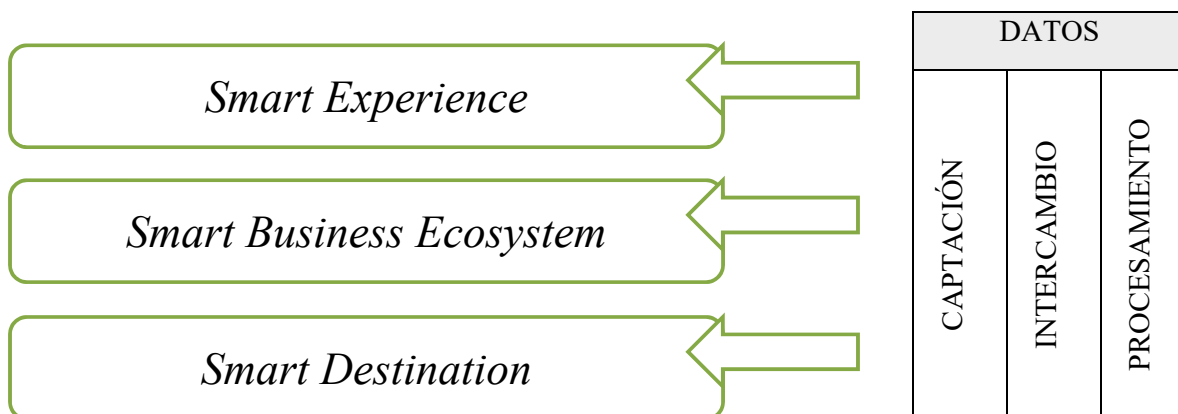 Smart Experience
Smart Business Ecosystem
Smart Destination
DATOS
CAPTACIÓN
INTERCAMBIO
PROCESAMIENTO